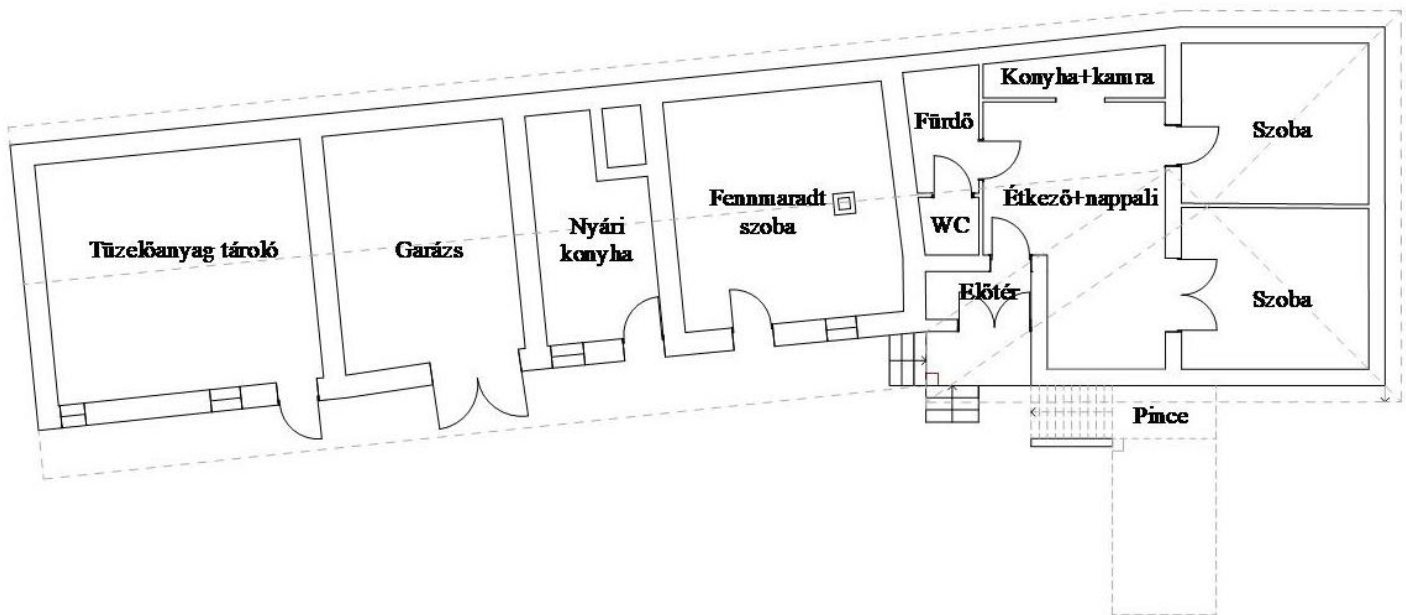 Konyha+kamra
Fürdő
Szoba
Fennmaradt
szoba
Étkező+nappali
WC
Nyári
konyha
Tüzelőanyag tároló
Garázs
Előtér
Szoba
Pince